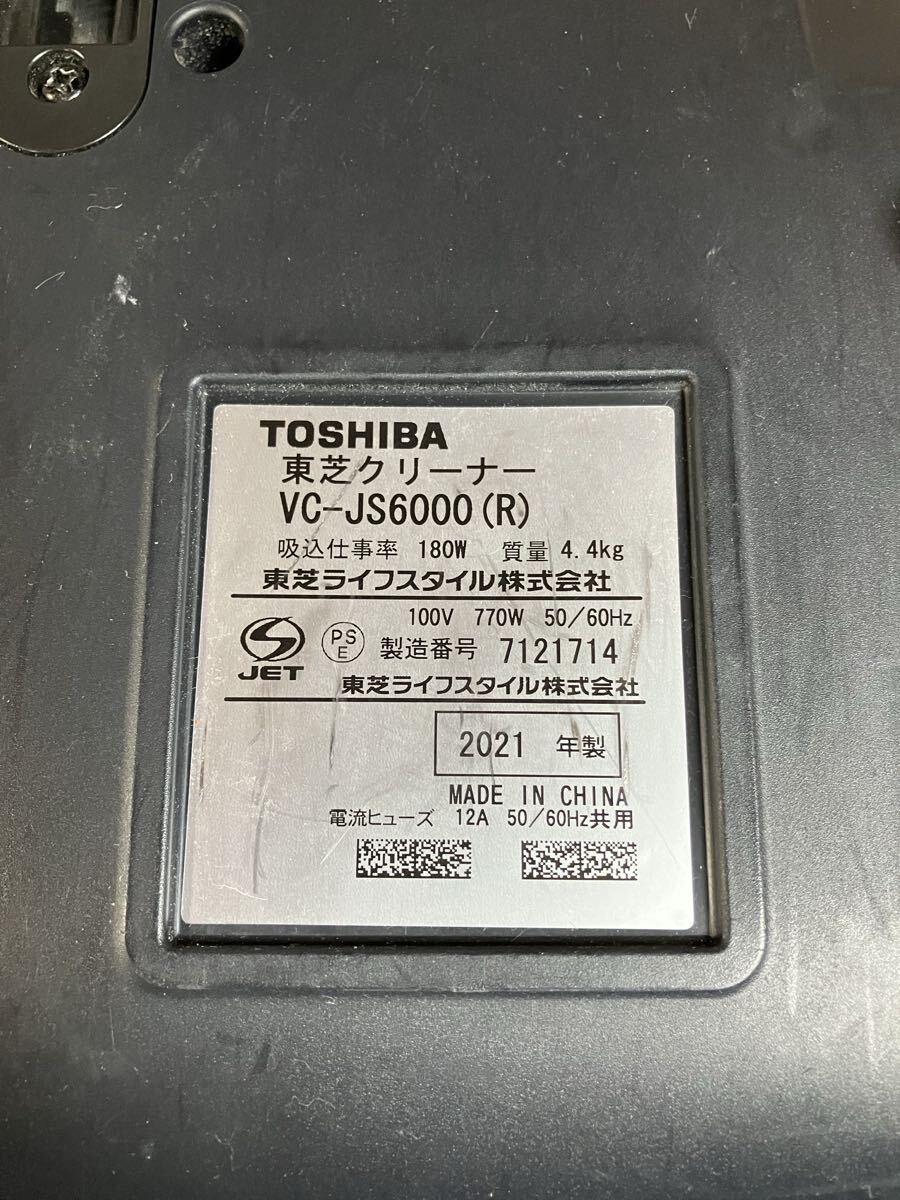 TOSHIBA
東芝クリーナー
VC-JS6000(R)
吸込仕事率 180W 質量 4.4kg
東芝ライフスタイル株式会社
100V 770W 50/60Hz
JET PS E 製造番号 7121714
東芝ライフスタイル株式会社
2021 年製
MADE IN CHINA
電流ヒューズ 12A 50/60Hz共用